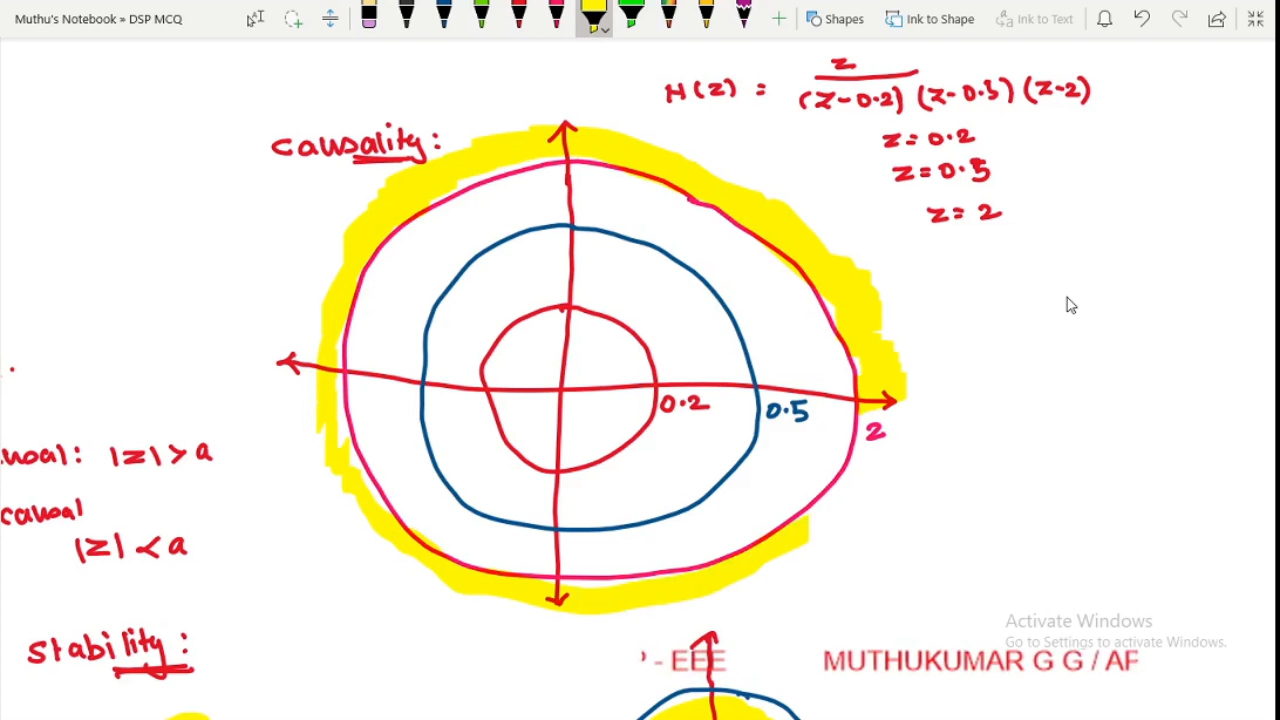 Muthu's Notebook » DSP MCQ
Shapes
Ink to Shape
Ink to Text
H(z) = z
(z-0.2) (z-0.5) (z-2)
causality:
z=0.2
z=0.5
z=2
0.2
0.5
2
|z| > a
causal
|z| < a
Stability:
Activate Windows
Go to Settings to activate Windows.
- EEE
MUTHUKUMAR G G / AP